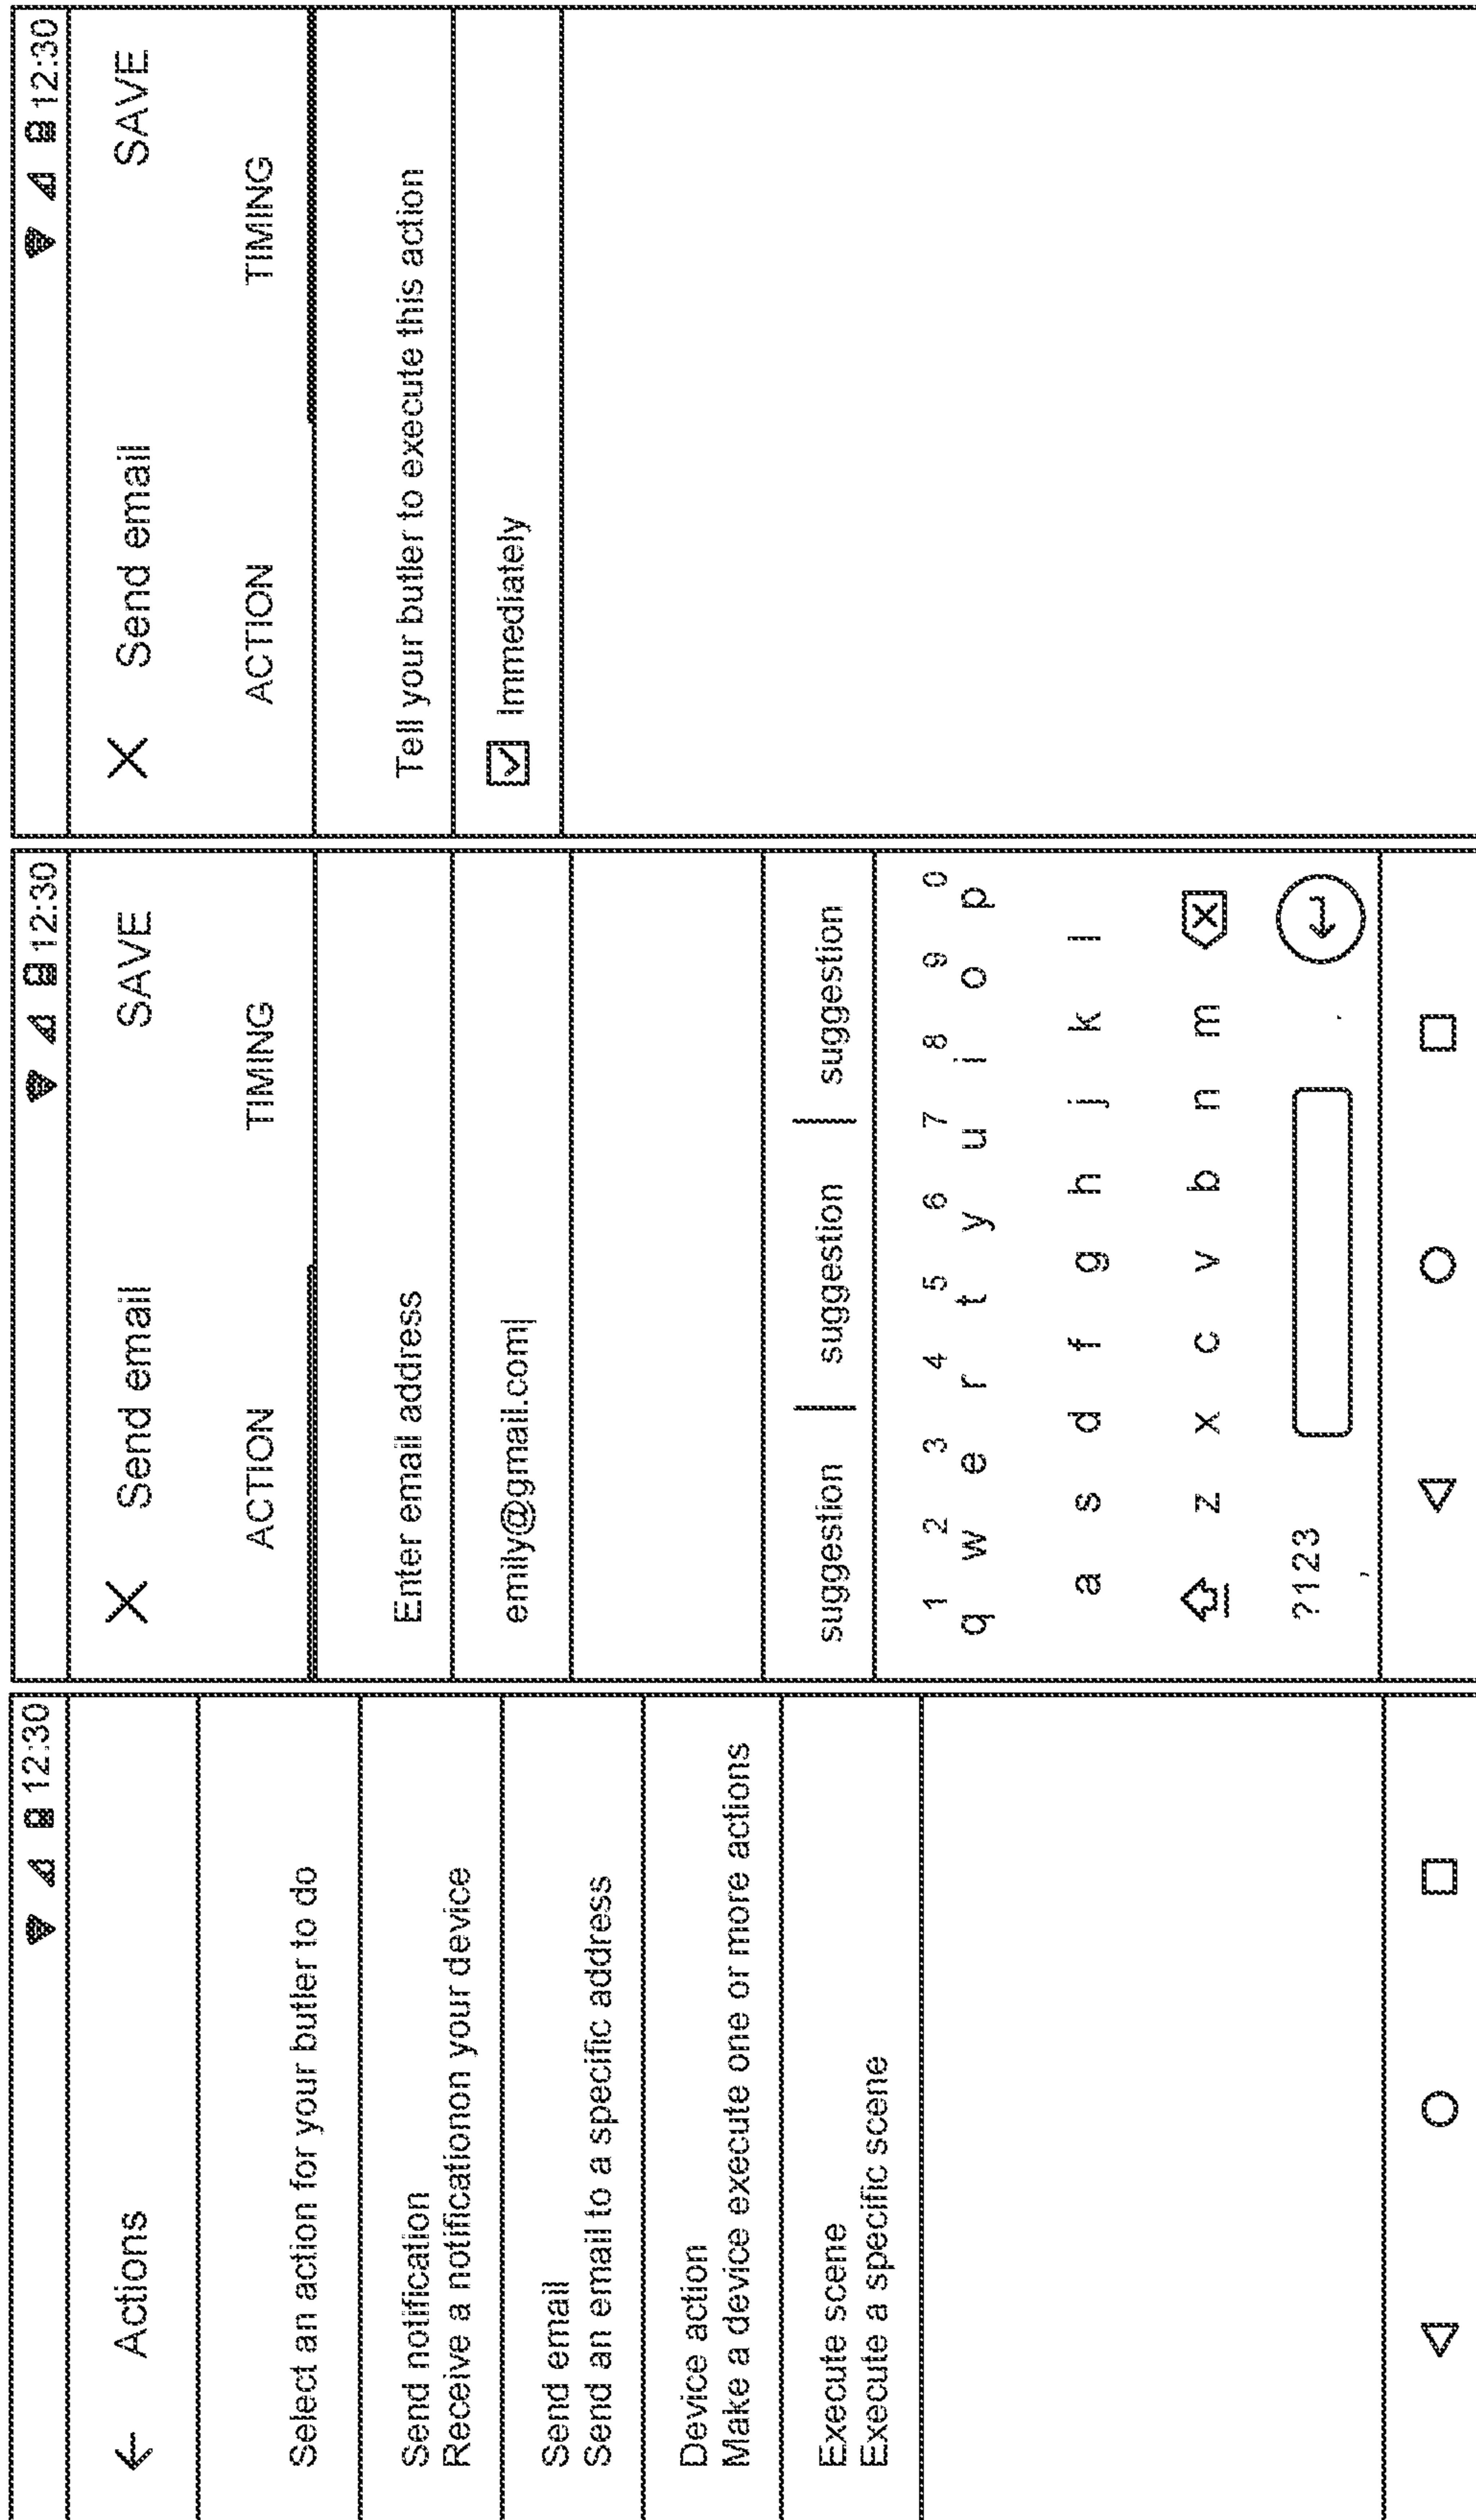 12:30
Actions
Select an action for your butler to do
Send notification
Receive a notificationon your device
Send email
Send an email to a specific address
Device action
Make a device execute one or more actions
Execute scene
Execute a specific scene
12:30
Send email SAVE
ACTION TIMING
Enter email address
emily@gmail.com
suggestion | suggestion | suggestion
1 2 3 4 5 6 7 8 9 0
q w e r t y u i o p
a s d f g h j k l
z x c v b n m
?123 .
,
12:30
Send email SAVE
ACTION TIMING
Tell your butler to execute this action
Immediately